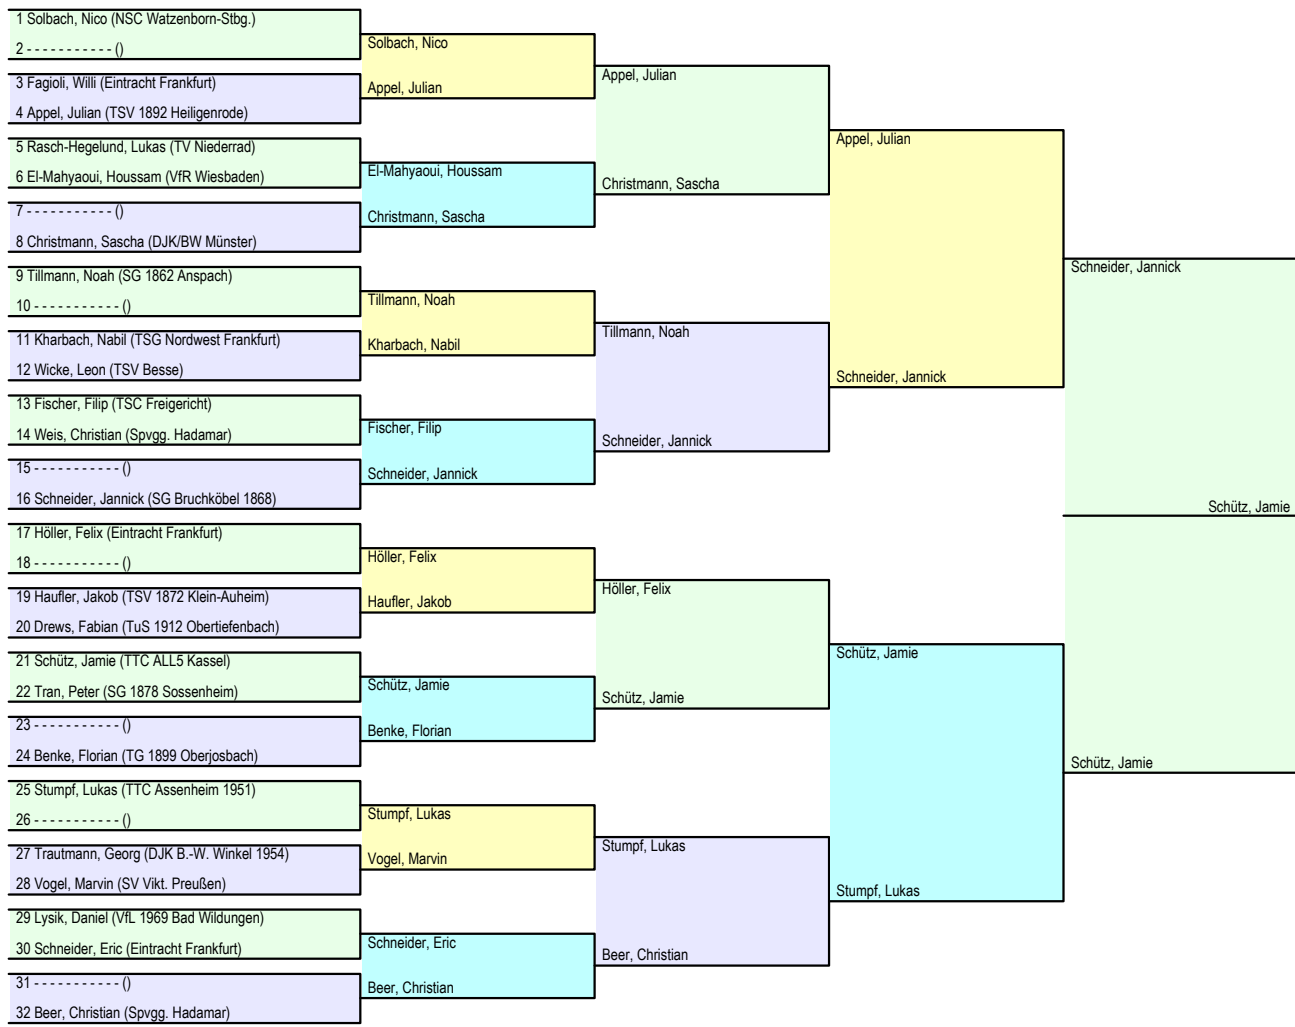 1 Solbach, Nico (NSC Watzenborn-Stbg.)
2 - - - - - - - - - - - ()
3 Fagioli, Willi (Eintracht Frankfurt)
4 Appel, Julian (TSV 1892 Heiligenrode)
5 Rasch-Hegelund, Lukas (TV Niederrad)
6 El-Mahyaoui, Houssam (VfR Wiesbaden)
7 - - - - - - - - - - - ()
8 Christmann, Sascha (DJK/BW Münster)
9 Tillmann, Noah (SG 1862 Anspach)
10 - - - - - - - - - - - ()
11 Kharbach, Nabil (TSG Nordwest Frankfurt)
12 Wicke, Leon (TSV Besse)
13 Fischer, Filip (TSC Freigericht)
14 Weis, Christian (Spvgg. Hadamar)
15 - - - - - - - - - - - ()
16 Schneider, Jannick (SG Bruchköbel 1868)
17 Höller, Felix (Eintracht Frankfurt)
18 - - - - - - - - - - - ()
19 Haufler, Jakob (TSV 1872 Klein-Auheim)
20 Drews, Fabian (TuS 1912 Obertiefenbach)
21 Schütz, Jamie (TTC ALL5 Kassel)
22 Tran, Peter (SG 1878 Sossenheim)
23 - - - - - - - - - - - ()
24 Benke, Florian (TG 1899 Oberjosbach)
25 Stumpf, Lukas (TTC Assenheim 1951)
26 - - - - - - - - - - - ()
27 Trautmann, Georg (DJK B.-W. Winkel 1954)
28 Vogel, Marvin (SV Vikt. Preußen)
29 Lysik, Daniel (VfL 1969 Bad Wildungen)
30 Schneider, Eric (Eintracht Frankfurt)
31 - - - - - - - - - - - ()
32 Beer, Christian (Spvgg. Hadamar)
Solbach, Nico
Appel, Julian
El-Mahyaoui, Houssam
Christmann, Sascha
Tillmann, Noah
Kharbach, Nabil
Fischer, Filip
Schneider, Jannick
Höller, Felix
Haufler, Jakob
Schütz, Jamie
Benke, Florian
Stumpf, Lukas
Vogel, Marvin
Schneider, Eric
Beer, Christian
Appel, Julian
Christmann, Sascha
Tillmann, Noah
Schneider, Jannick
Höller, Felix
Schütz, Jamie
Stumpf, Lukas
Beer, Christian
Appel, Julian
Schneider, Jannick
Schütz, Jamie
Stumpf, Lukas
Schneider, Jannick
Schütz, Jamie
Schütz, Jamie